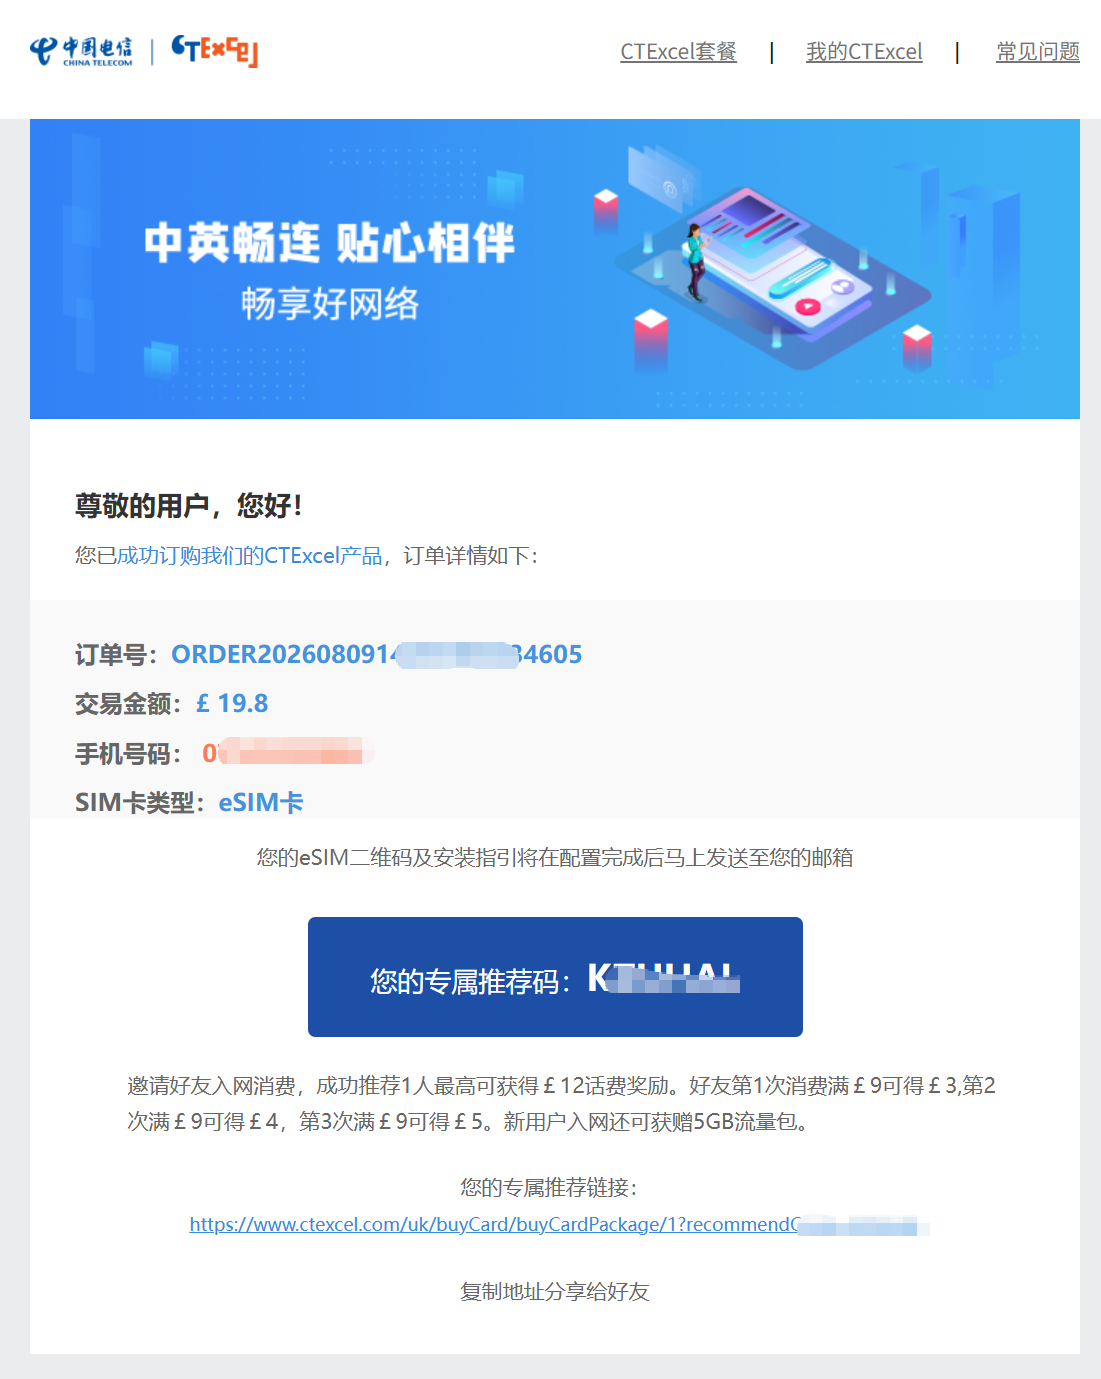 中国电信
CHINA TELECOM
CTExcel
CTExcel套餐 | 我的CTExcel | 常见问题
中英畅连 贴心相伴
畅享好网络
尊敬的用户，您好！
您已成功订购我们的CTExcel产品，订单详情如下：
订单号：ORDER2026080914 34605
交易金额：£ 19.8
手机号码： 0
SIM卡类型：eSIM卡
您的eSIM二维码及安装指引将在配置完成后马上发送至您的邮箱
您的专属推荐码：K
邀请好友入网消费，成功推荐1人最高可获得£12话费奖励。好友第1次消费满£9可得£3,第2
次满£9可得£4，第3次满£9可得£5。新用户入网还可获赠5GB流量包。
您的专属推荐链接：
https://www.ctexcel.com/uk/buyCard/buyCardPackage/1?recommend
复制地址分享给好友